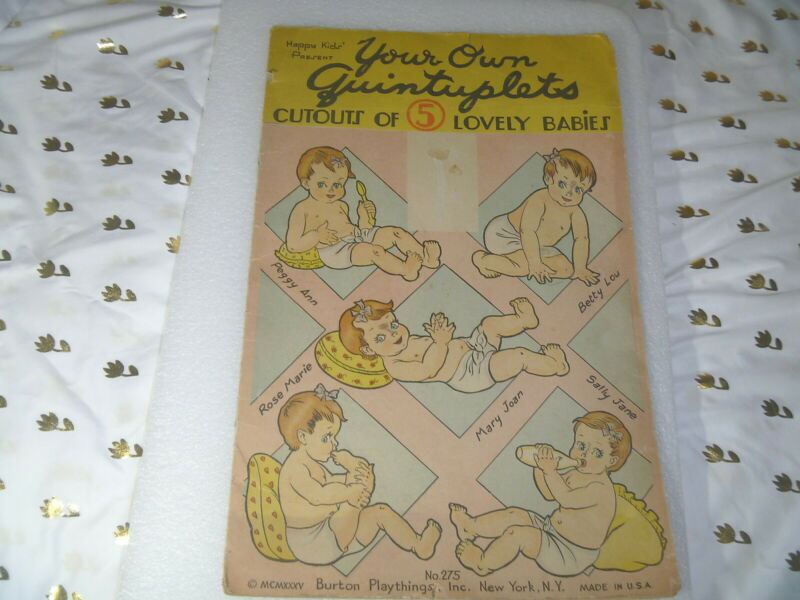 Happy Kids'
Present
Your Own
Quintuplets
CUTOUTS OF 5 LOVELY BABIES
Peggy Ann
Betty Lou
Rose Marie
Mary Joan
Sally Jane
No. 275
© MCMXXXV Burton Playthings, Inc. New York, N.Y. MADE IN U.S.A.